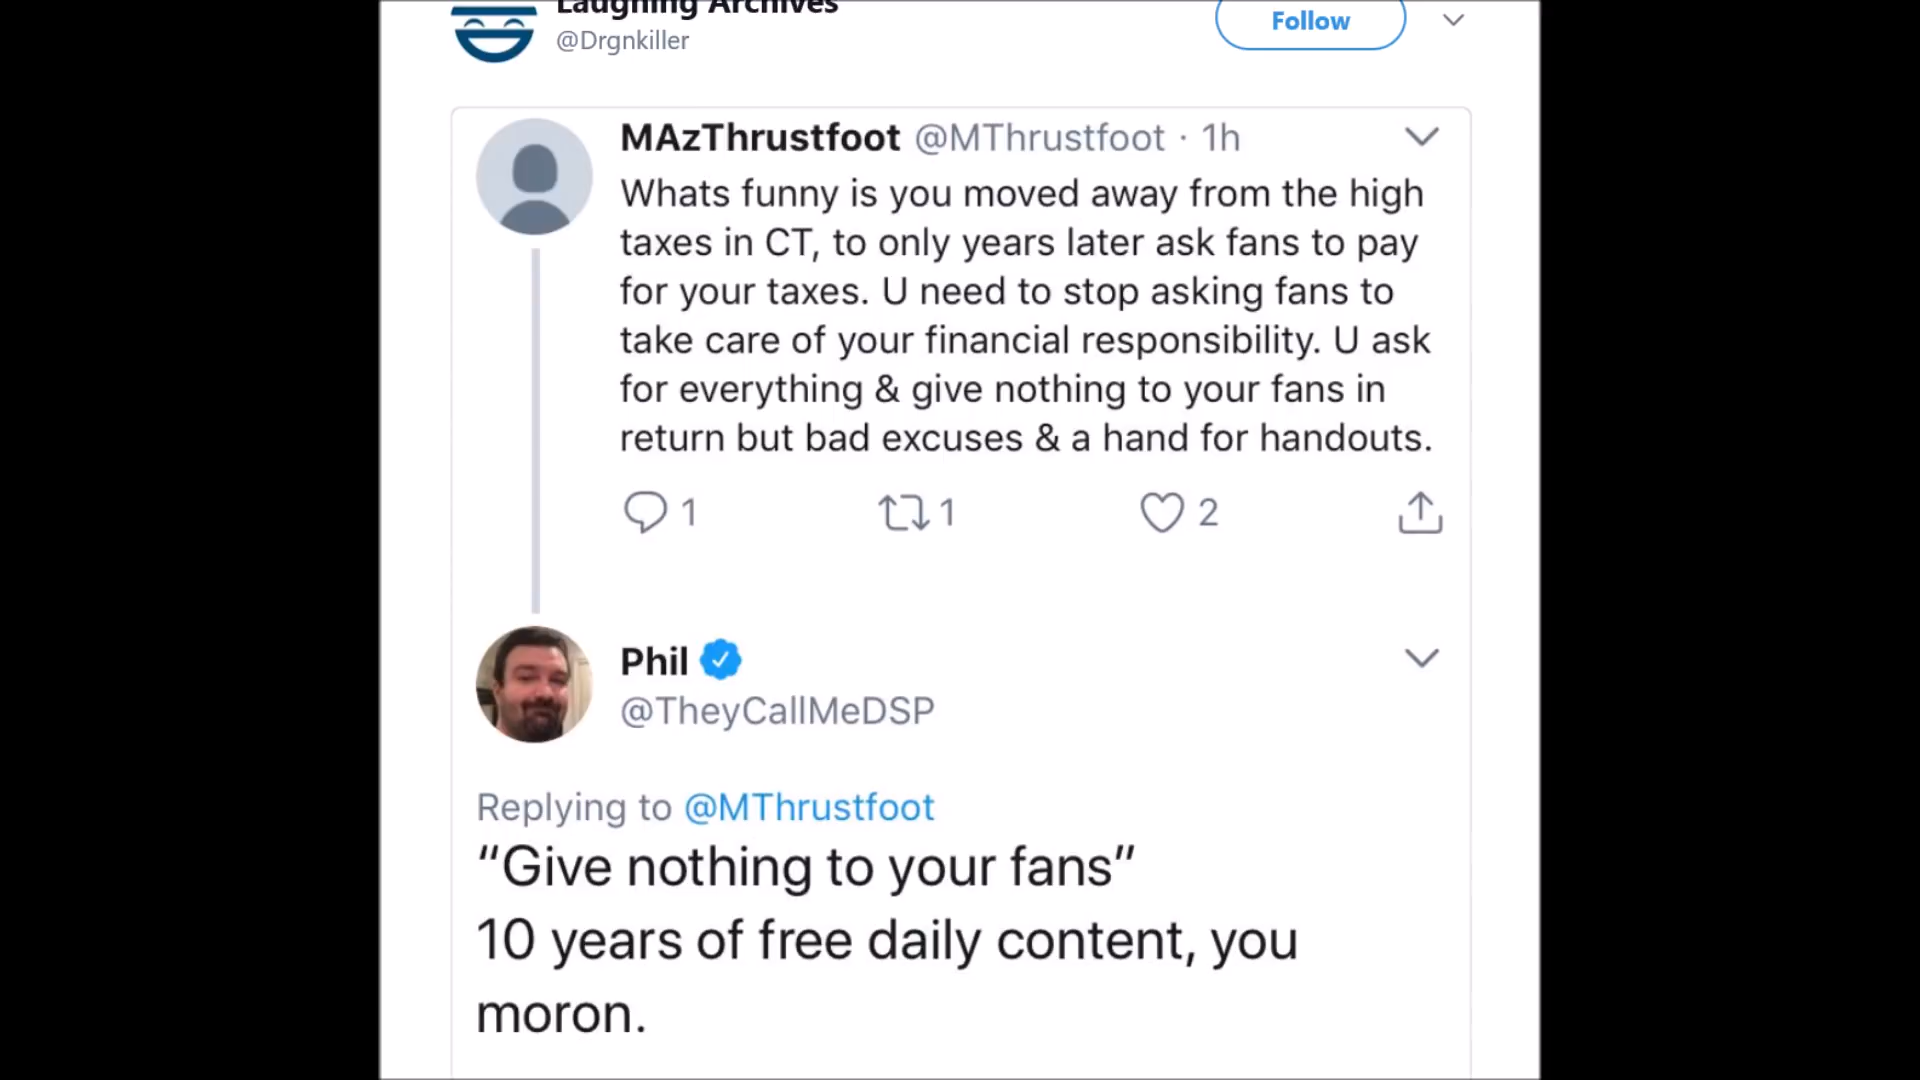 Laughing Archives
@Drgnkiller
Follow
MAzThrustfoot @MThrustfoot · 1h
Whats funny is you moved away from the high
taxes in CT, to only years later ask fans to pay
for your taxes. U need to stop asking fans to
take care of your financial responsibility. U ask
for everything & give nothing to your fans in
return but bad excuses & a hand for handouts.
1 1 2
Phil
@TheyCallMeDSP
Replying to @MThrustfoot
“Give nothing to your fans”
10 years of free daily content, you
moron.